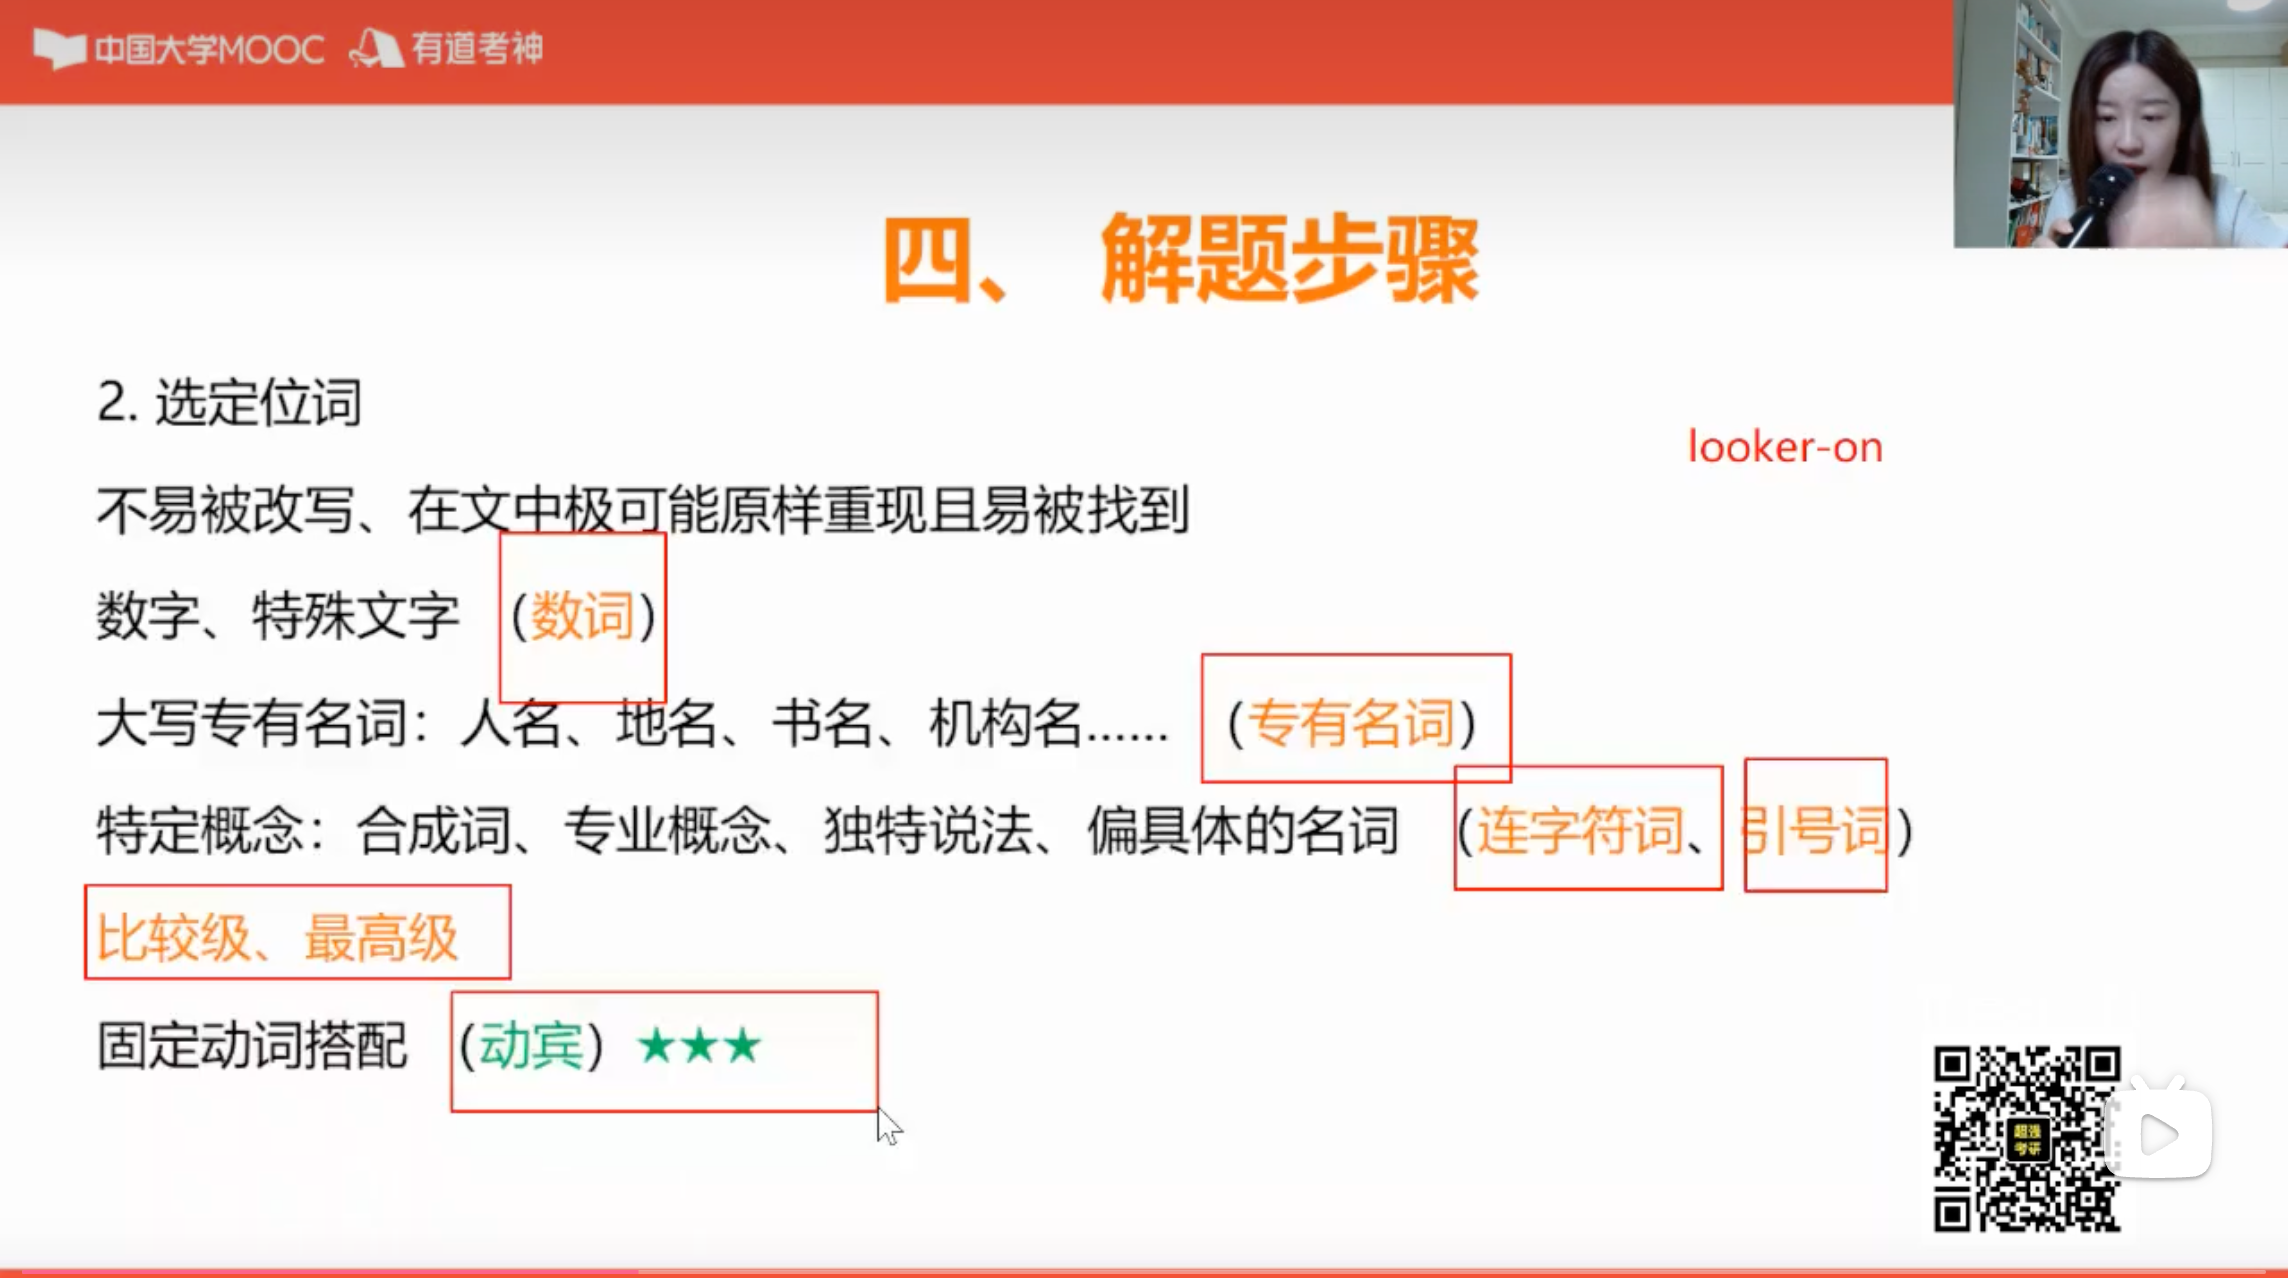 中国大学MOOC 有道考神
四、 解题步骤
2. 选定位词
looker-on
不易被改写、在文中极可能原样重现且易被找到
数字、特殊文字 (数词)
大写专有名词：人名、地名、书名、机构名...... (专有名词)
特定概念：合成词、专业概念、独特说法、偏具体的名词 (连字符词、引号词)
比较级、最高级
固定动词搭配 (动宾) ★★★
超强
考研